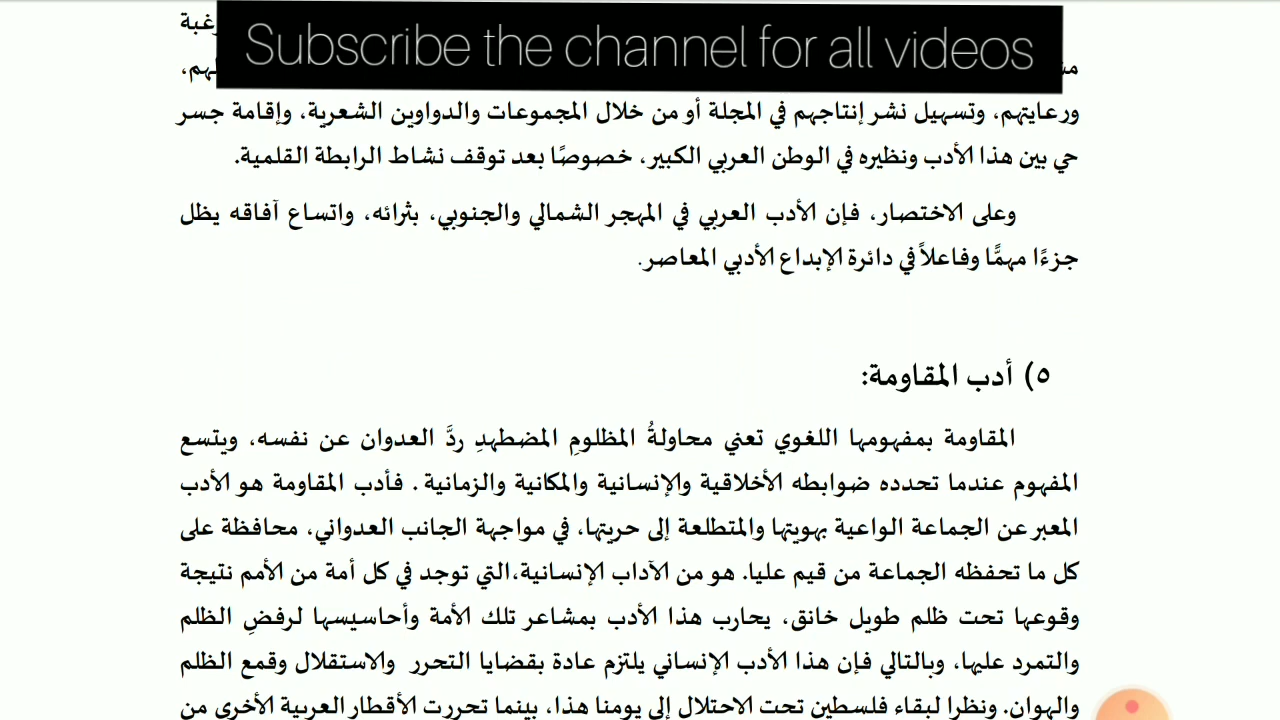 رغبة
Subscribe the channel for all videos
ورعايتهم، وتسهيل نشر إنتاجهم في المجلة أو من خلال المجموعات والدواوين الشعرية، وإقامة جسر
حي بين هذا الأدب ونظيره في الوطن العربي الكبير، خصوصًا بعد توقف نشاط الرابطة القلمية.
وعلى الاختصار، فإن الأدب العربي في المهجر الشمالي والجنوبي، بثرائه، واتساع آفاقه يظل
جزءًا مهمًّا وفاعلاً في دائرة الإبداع الأدبي المعاصر.
٥) أدب المقاومة:
المقاومة بمفهومها اللغوي تعني محاولةُ المظلومِ المضطهدِ ردَّ العدوان عن نفسه، ويتسع
المفهوم عندما تحدده ضوابطه الأخلاقية والإنسانية والمكانية والزمانية . فأدب المقاومة هو الأدب
المعبر عن الجماعة الواعية بهويتها والمتطلعة إلى حريتها، في مواجهة الجانب العدواني، محافظة على
كل ما تحفظه الجماعة من قيم عليا. هو من الآداب الإنسانية،التي توجد في كل أمة من الأمم نتيجة
وقوعها تحت ظلم طويل خانق، يحارب هذا الأدب بمشاعر تلك الأمة وأحاسيسها لرفضِ الظلم
والتمرد عليها، وبالتالي فإن هذا الأدب الإنساني يلتزم عادة بقضايا التحرر والاستقلال وقمع الظلم
والهوان. ونظرا لبقاء فلسطين تحت الاحتلال إلى يومنا هذا، بينما تحررت الأقطار العربية الأخرى من